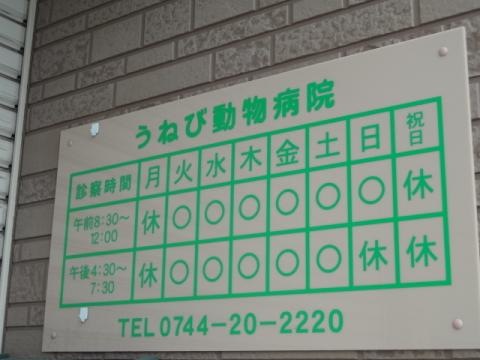 うねび動物病院
診察時間 月 火 水 木 金 土 日 祝日
午前8:30～12:00 休 ○ ○ ○ ○ ○ ○ 休
午後4:30～7:30 休 ○ ○ ○ ○ ○ 休 休
TEL 0744-20-2220